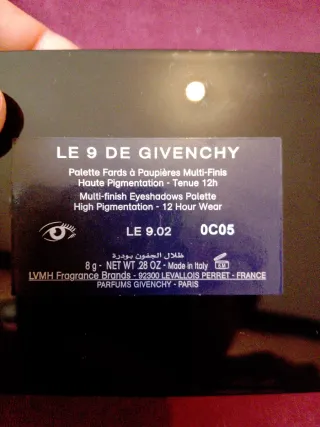 LE 9 DE GIVENCHY
Palette Fards à Paupières Multi-Finis
Haute Pigmentation - Tenue 12h
Multi-finish Eyeshadows Palette
High Pigmentation - 12 Hour Wear
LE 9.02 0C05
ظلال الجفون بودرة
8 g - NET WT .28 OZ - Made in Italy
LVMH Fragrance Brands - 92300 LEVALLOIS PERRET - FRANCE
PARFUMS GIVENCHY - PARIS